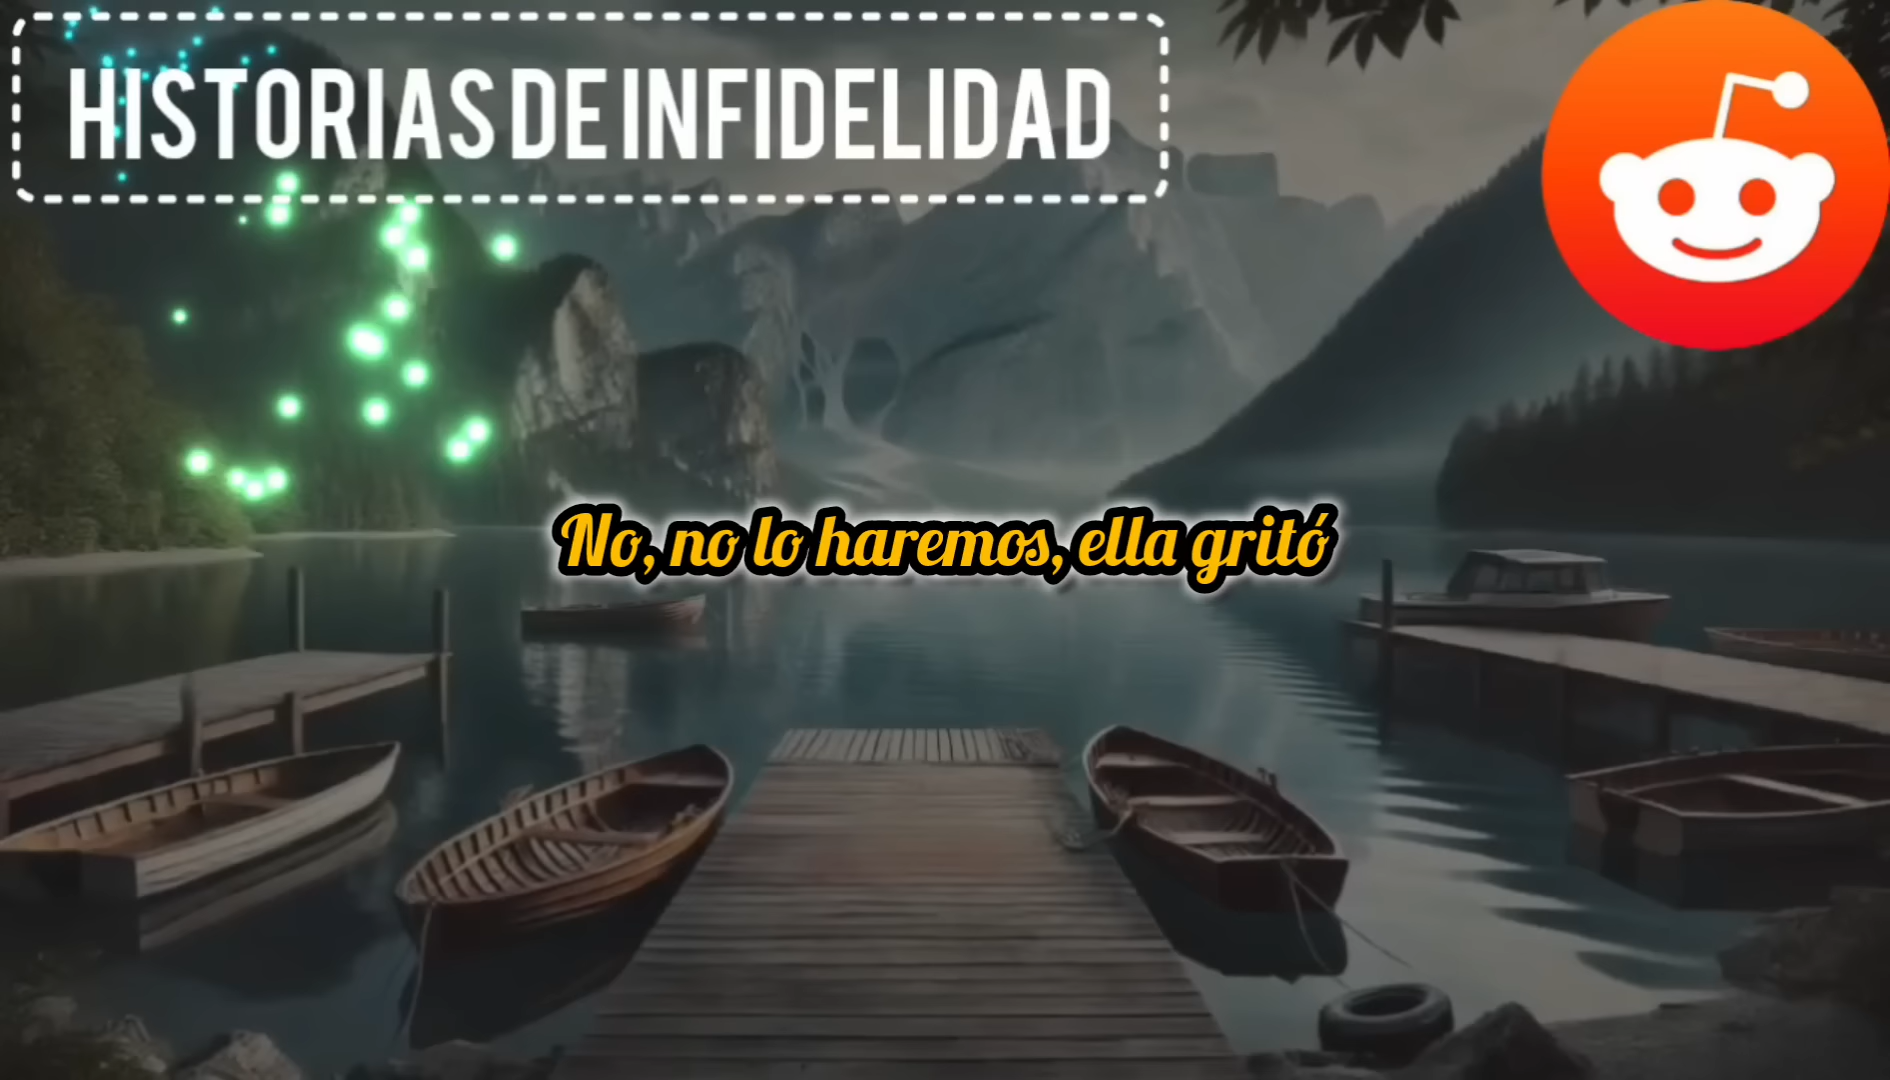 HISTORIAS DE INFIDELIDAD
No, no lo haremos, ella gritó